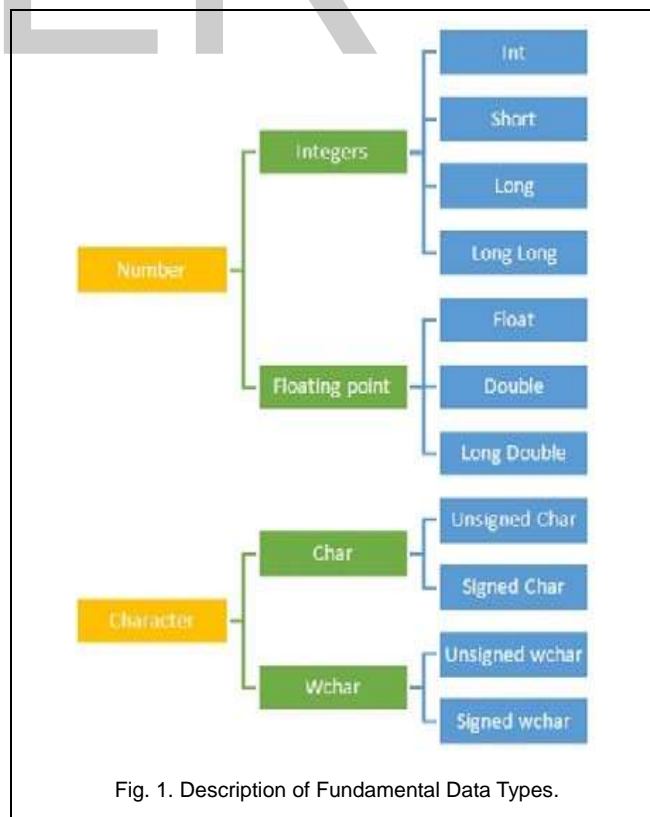 ER
Int
Short
Integers
Long
Number
Long Long
Float
Floating point
Double
Long Double
Unsigned Char
Char
Signed Char
Character
Unsigned wchar
Wchar
Signed wchar
Fig. 1. Description of Fundamental Data Types.